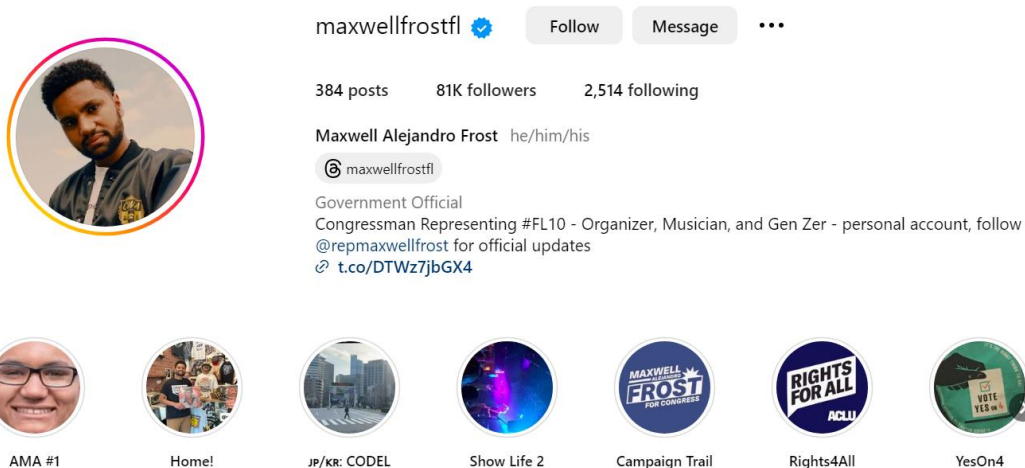 maxwellfrostfl
Follow
Message
384 posts
81K followers
2,514 following
Maxwell Alejandro Frost he/him/his
maxwellfrostfl
Government Official
Congressman Representing #FL10 - Organizer, Musician, and Gen Zer - personal account, follow
@repmaxwellfrost for official updates
t.co/DTWz7jbGX4
MAXWELL
ALEJANDRO
FROST
FOR CONGRESS
RIGHTS
FOR ALL
ACLU
VOTE
YES on 4
AMA #1
Home!
JP/KR: CODEL
Show Life 2
Campaign Trail
Rights4All
YesOn4